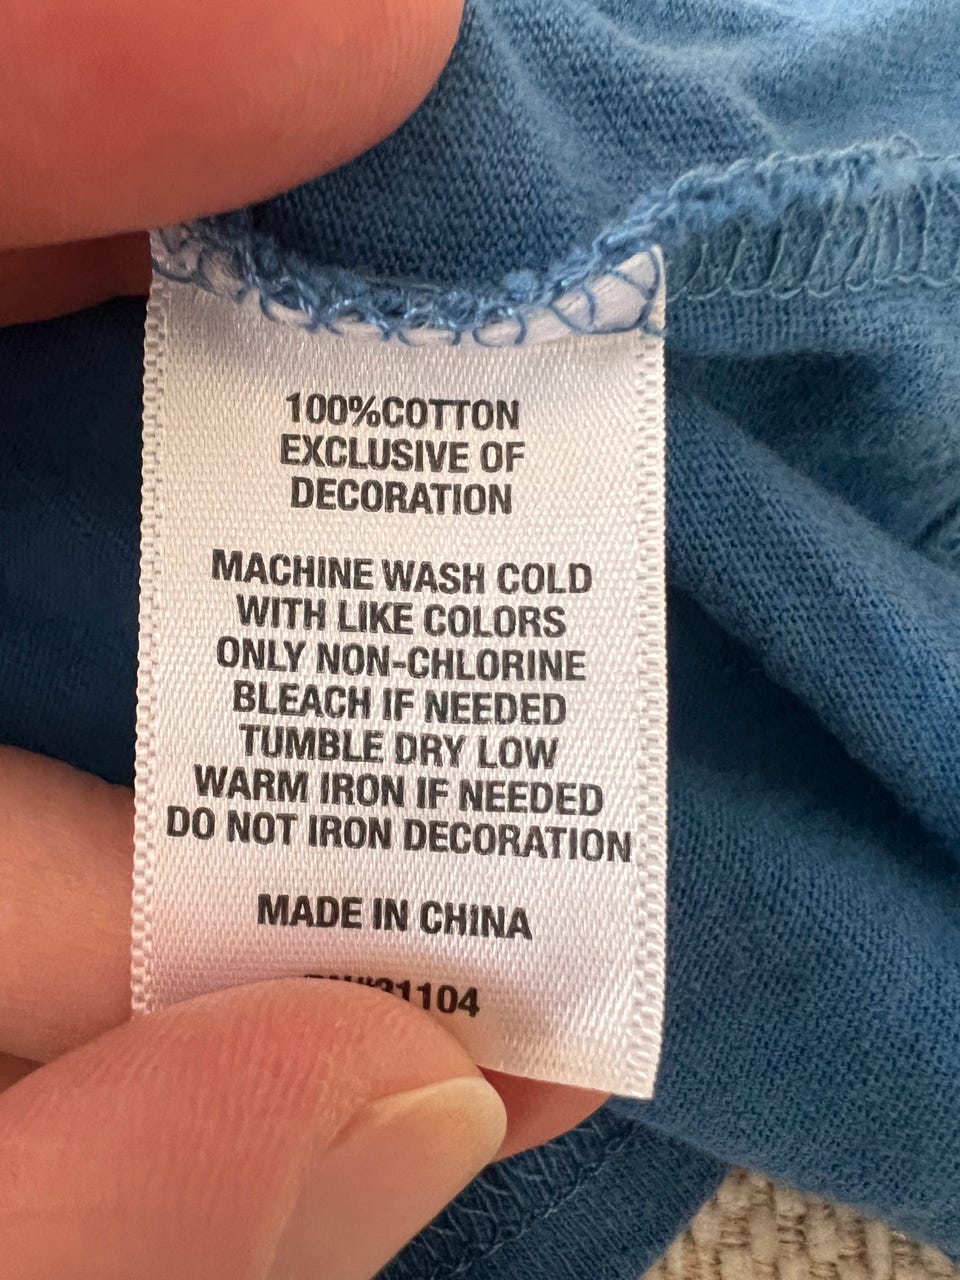 100%COTTON
EXCLUSIVE OF
DECORATION
MACHINE WASH COLD
WITH LIKE COLORS
ONLY NON-CHLORINE
BLEACH IF NEEDED
TUMBLE DRY LOW
WARM IRON IF NEEDED
DO NOT IRON DECORATION
MADE IN CHINA